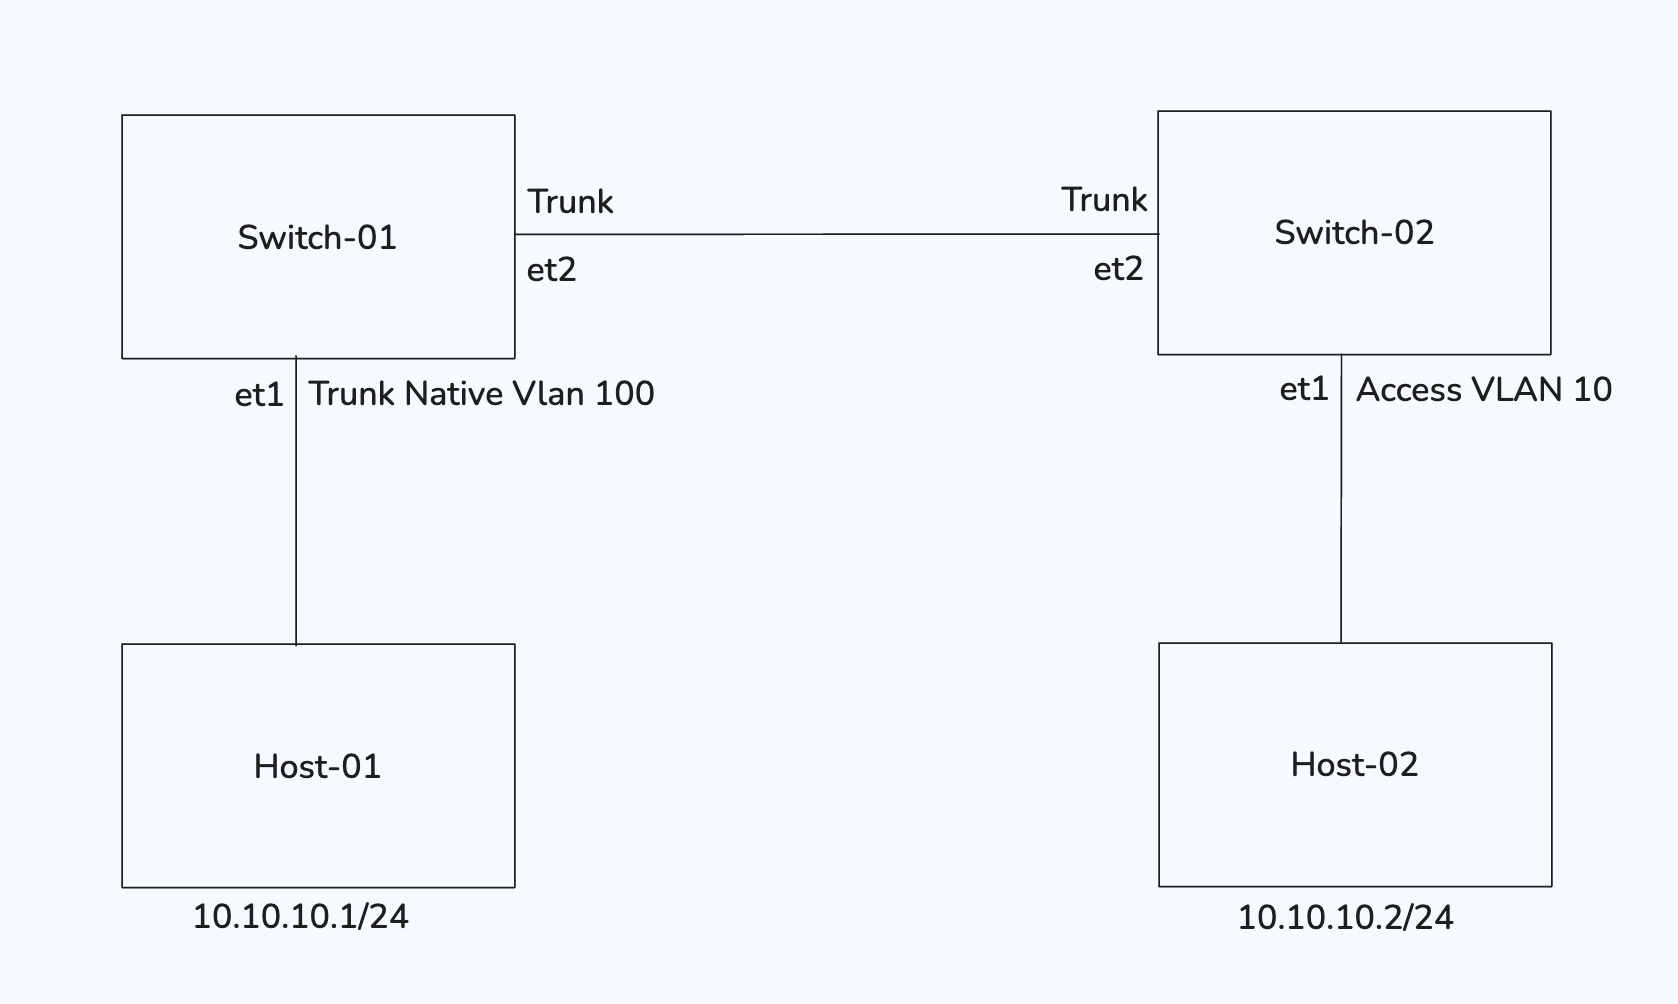 Switch-01
Trunk
et2
Trunk
et2
Switch-02
et1
Trunk Native Vlan 100
et1
Access VLAN 10
Host-01
10.10.10.1/24
Host-02
10.10.10.2/24